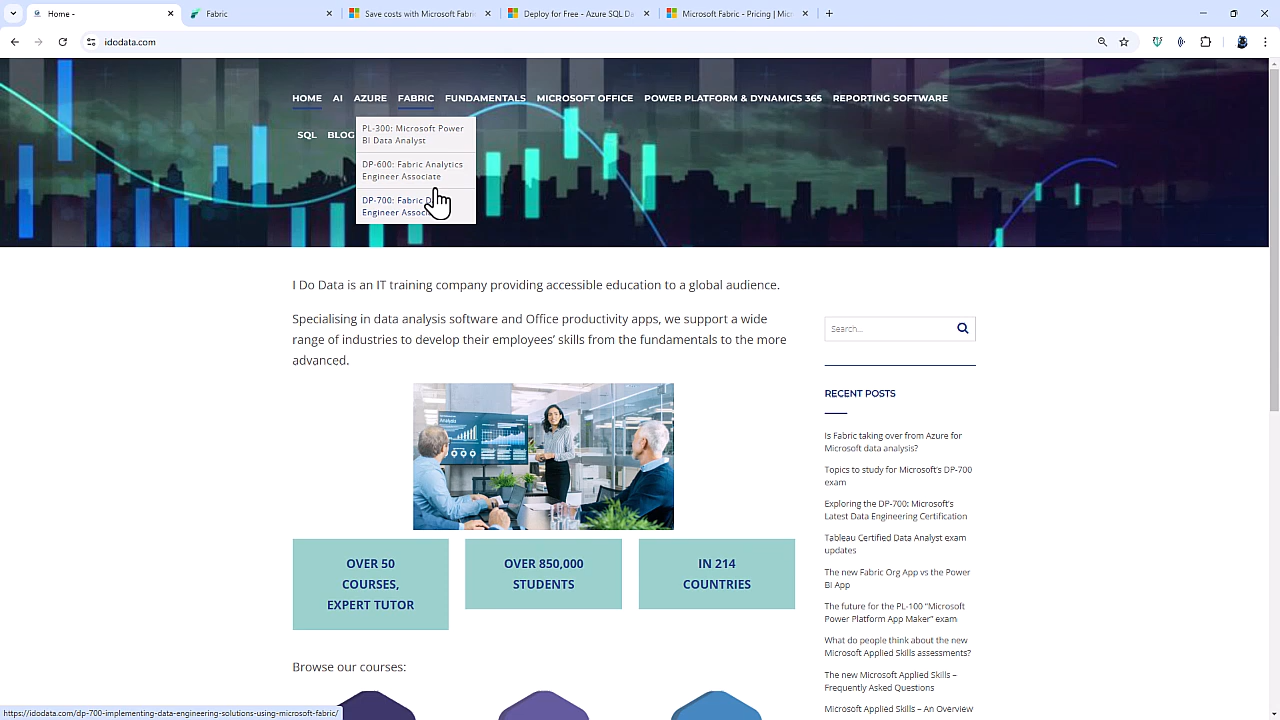 Home -
Fabric
Save costs with Microsoft Fabri
Deploy for Free - Azure SQL Da
Microsoft Fabric - Pricing | Micr
idodata.com
HOME AI AZURE FABRIC FUNDAMENTALS MICROSOFT OFFICE POWER PLATFORM & DYNAMICS 365 REPORTING SOFTWARE
SQL BLOG
PL-300: Microsoft Power
BI Data Analyst
DP-600: Fabric Analytics
Engineer Associate
DP-700: Fabric D
Engineer Assoc
I Do Data is an IT training company providing accessible education to a global audience.
Specialising in data analysis software and Office productivity apps, we support a wide
range of industries to develop their employees’ skills from the fundamentals to the more
advanced.
Analysis
OVER 50
COURSES,
EXPERT TUTOR
OVER 850,000
STUDENTS
IN 214
COUNTRIES
Browse our courses:
Search...
RECENT POSTS
Is Fabric taking over from Azure for
Microsoft data analysis?
Topics to study for Microsoft’s DP-700
exam
Exploring the DP-700: Microsoft’s
Latest Data Engineering Certification
Tableau Certified Data Analyst exam
updates
The new Fabric Org App vs the Power
BI App
The future for the PL-100 “Microsoft
Power Platform App Maker” exam
What do people think about the new
Microsoft Applied Skills assessments?
The new Microsoft Applied Skills –
Frequently Asked Questions
Microsoft Applied Skills – An Overview
https://idodata.com/dp-700-implementing-data-engineering-solutions-using-microsoft-fabric/